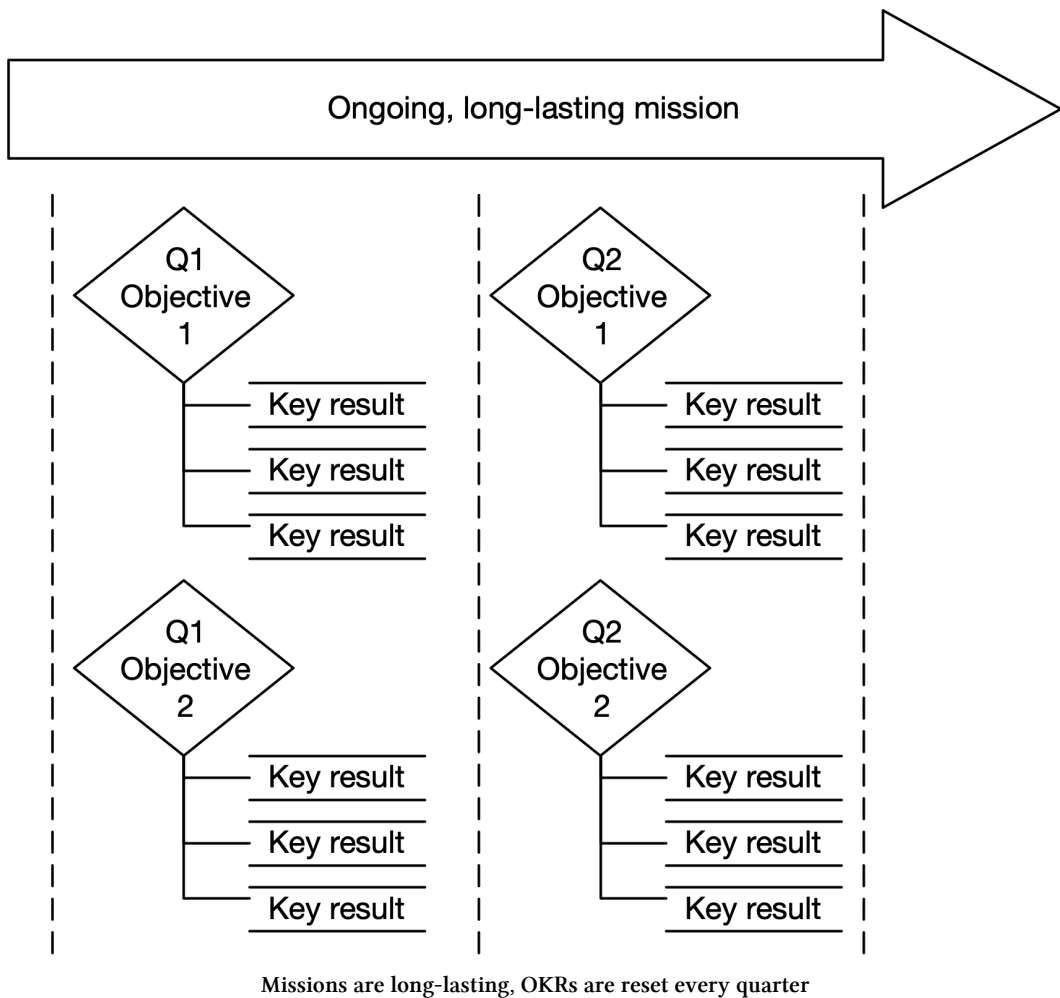 Ongoing, long-lasting mission
Q1
Objective
1
Key result
Key result
Key result
Q1
Objective
2
Key result
Key result
Key result
Q2
Objective
1
Key result
Key result
Key result
Q2
Objective
2
Key result
Key result
Key result
Missions are long-lasting, OKRs are reset every quarter